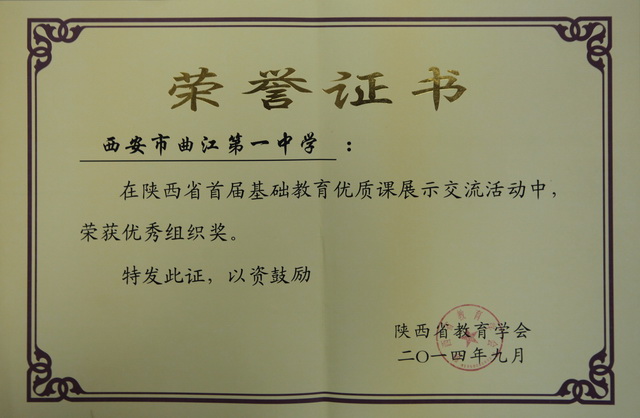 荣誉证书
西安市曲江第一中学：
在陕西省首届基础教育优质课展示交流活动中，
荣获优秀组织奖。
特发此证，以资鼓励
陕西省教育学会
二〇一四年九月